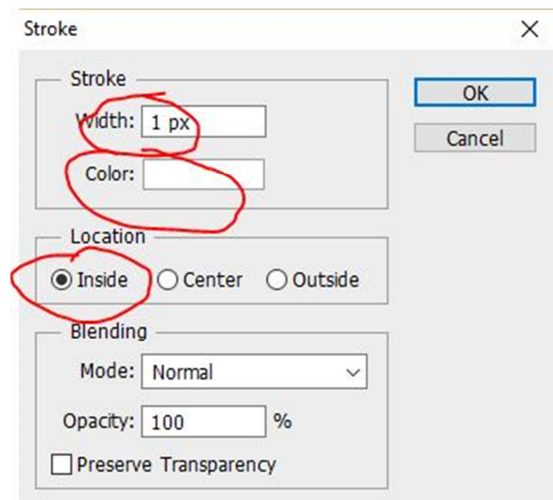 Stroke
Stroke
Width: 1 px
Color:
OK
Cancel
Location
Inside Center Outside
Blending
Mode: Normal
Opacity: 100 %
Preserve Transparency